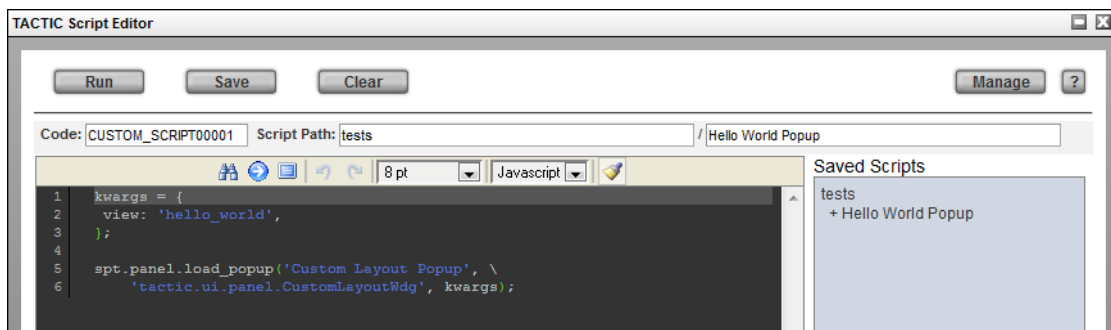 TACTIC Script Editor
Run Save Clear Manage ?
Code: CUSTOM_SCRIPT00001 Script Path: tests / Hello World Popup
8 pt Javascript Saved Scripts
1 kwargs = { tests
2 view: 'hello_world', + Hello World Popup
3 };
4
5 spt.panel.load_popup('Custom Layout Popup', \
6 'tactic.ui.panel.CustomLayoutWdg', kwargs);